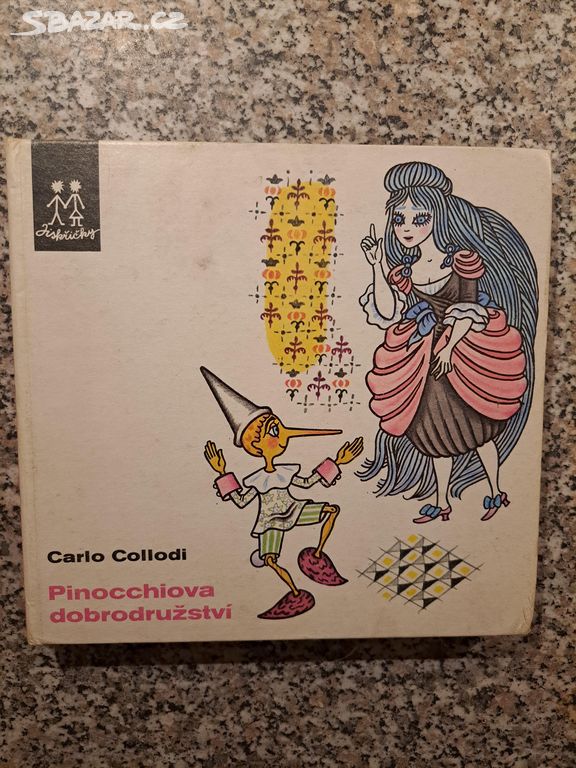 SBAZAR.CZ
Jiskřičky
Carlo Collodi
Pinocchiova
dobrodružství